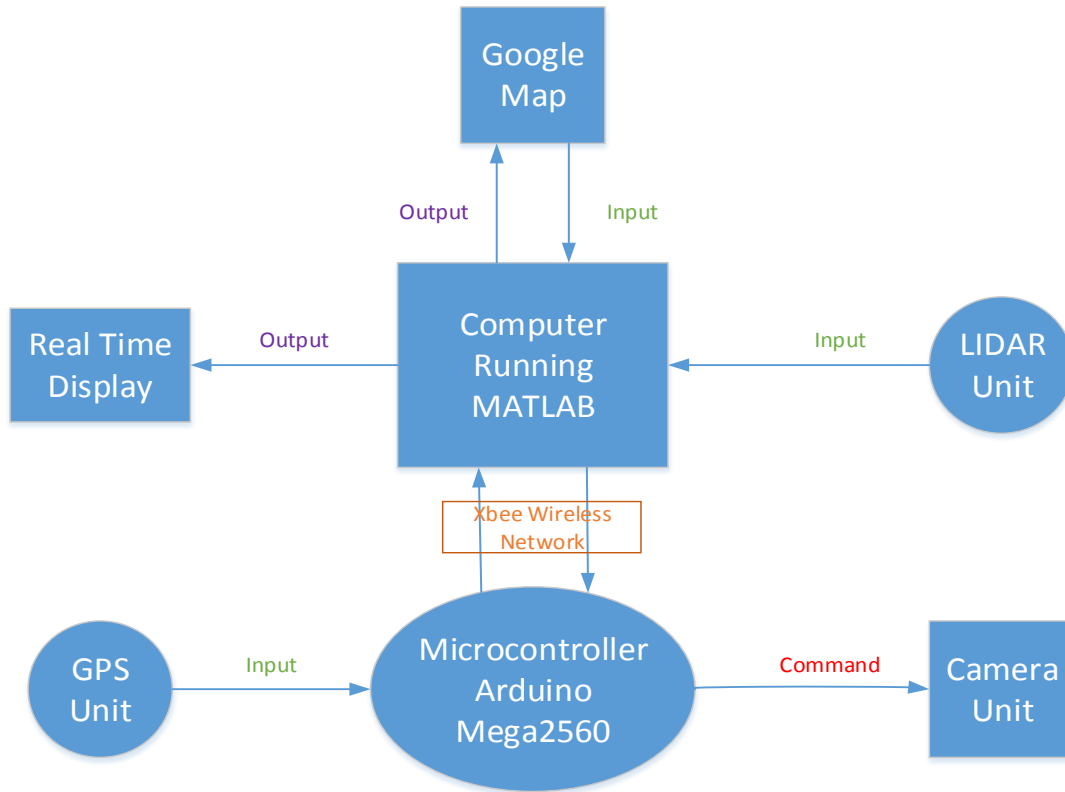 Google
Map
Output
Input
Real Time
Display
Output
Computer
Running
MATLAB
Input
LIDAR
Unit
Xbee Wireless
Network
GPS
Unit
Input
Microcontroller
Arduino
Mega2560
Command
Camera
Unit